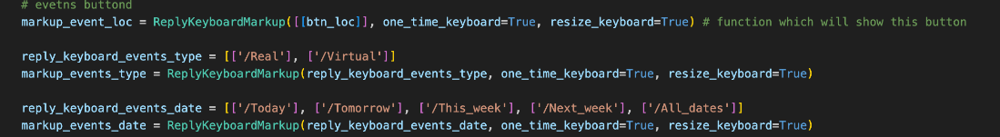 # evetns buttond
markup_event_loc = ReplyKeyboardMarkup([[btn_loc]], one_time_keyboard=True, resize_keyboard=True) # function which will show this button
reply_keyboard_events_type = [['/Real'], ['/Virtual']]
markup_events_type = ReplyKeyboardMarkup(reply_keyboard_events_type, one_time_keyboard=True, resize_keyboard=True)
reply_keyboard_events_date = [['/Today'], ['/Tomorrow'], ['/This_week'], ['/Next_week'], ['/All_dates']]
markup_events_date = ReplyKeyboardMarkup(reply_keyboard_events_date, one_time_keyboard=True, resize_keyboard=True)